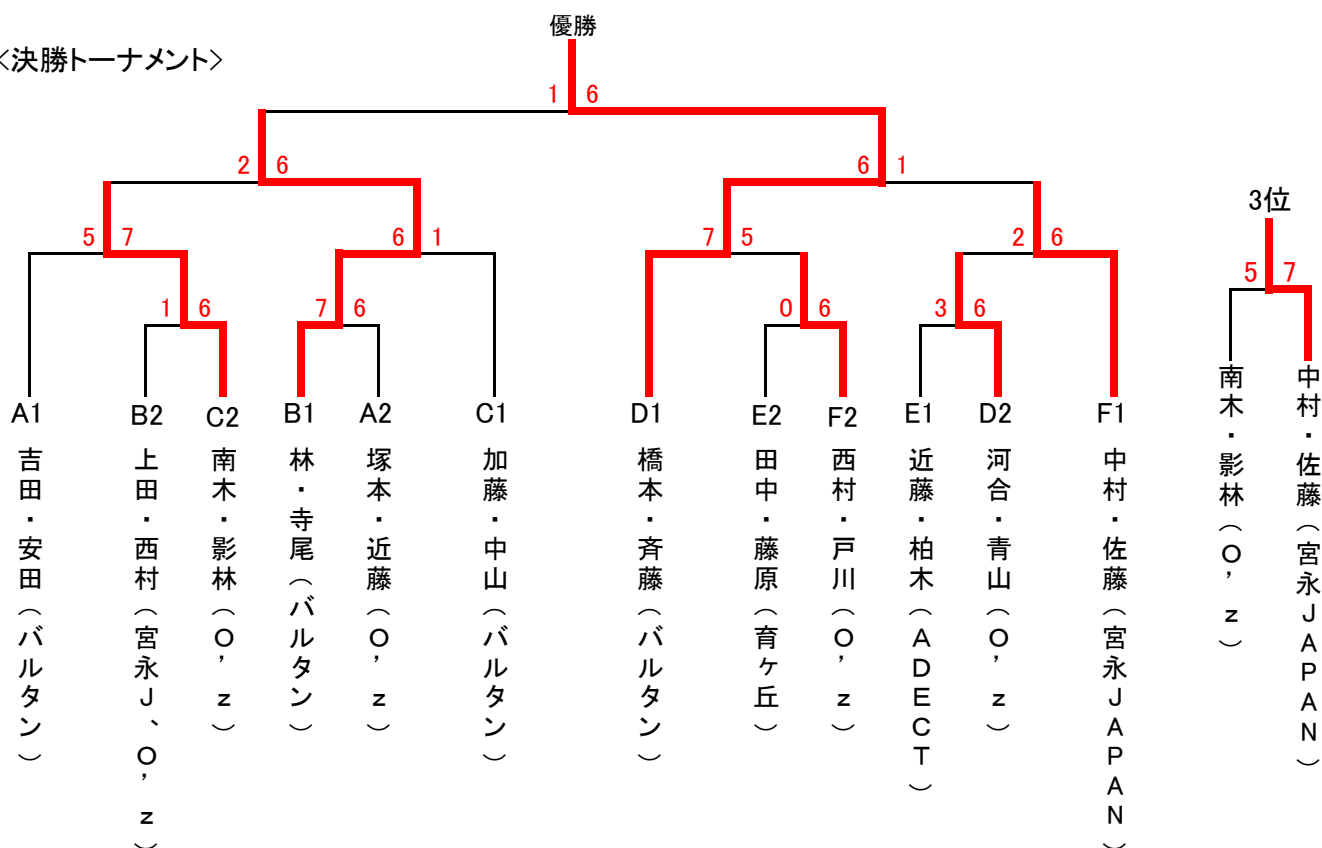 優勝
<決勝トーナメント>
1 6
2 6
6 1
3位
5 7
6 1
7 5
2 6
5 7
1 6
7 6
0 6
3 6
A1
B2
C2
B1
A2
C1
D1
E2
F2
E1
D2
F1
吉田・安田(バルタン)
上田・西村(宮永J、O’z)
南木・影林(O’z)
林・寺尾(バルタン)
塚本・近藤(O’z)
加藤・中山(バルタン)
橋本・斉藤(バルタン)
田中・藤原(育ヶ丘)
西村・戸川(O’z)
近藤・柏木(ADECT)
河合・青山(O’z)
中村・佐藤(宮永JAPAN)
南木・影林(O’z)
中村・佐藤(宮永JAPAN)